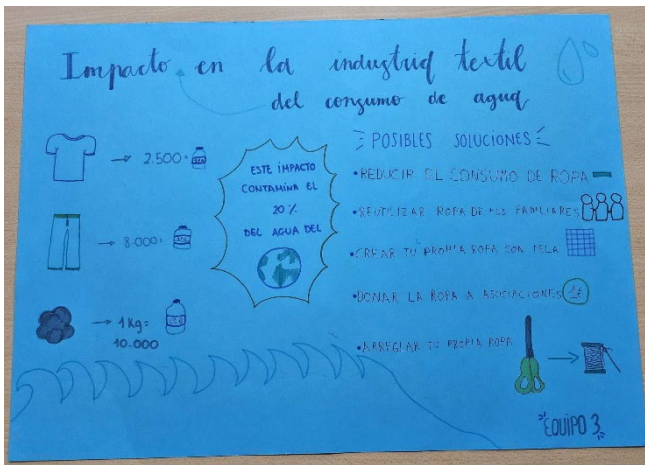 Impacto en la industria textil
del consumo de agua
→ 2.500
→ 8.000
→ 1Kg =
10.000
ESTE IMPACTO
CONTAMINA EL
20%
DEL AGUA DEL
POSIBLES SOLUCIONES
•REDUCIR EL CONSUMO DE ROPA
•REUTILIZAR ROPA DE TUS FAMILIARES
•CREAR TU PROPIA ROPA CON TELA
•DONAR LA ROPA A ASOCIACIONES
•ARREGLAR TU PROPIA ROPA
EQUIPO 3